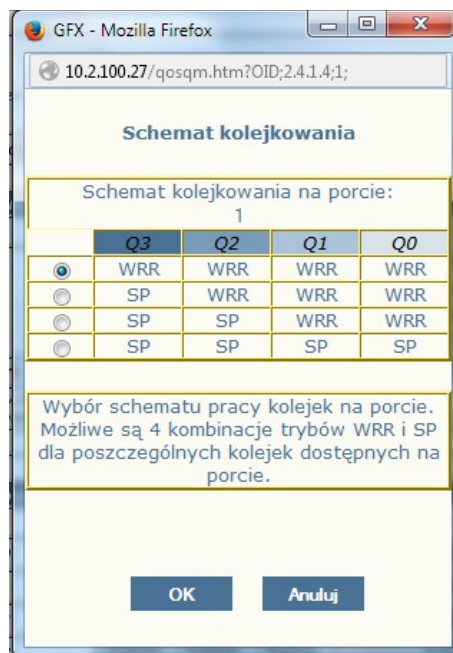 GFX - Mozilla Firefox
10.2.100.27/qosqm.htm?OID;2.4.1.4;1;
Schemat kolejkowania
Schemat kolejkowania na porcie:
1
Q3 Q2 Q1 Q0
WRR WRR WRR WRR
SP WRR WRR WRR
SP SP WRR WRR
SP SP SP SP
Wybór schematu pracy kolejek na porcie.
Możliwe są 4 kombinacje trybów WRR i SP
dla poszczególnych kolejek dostępnych na
porcie.
OK Anuluj